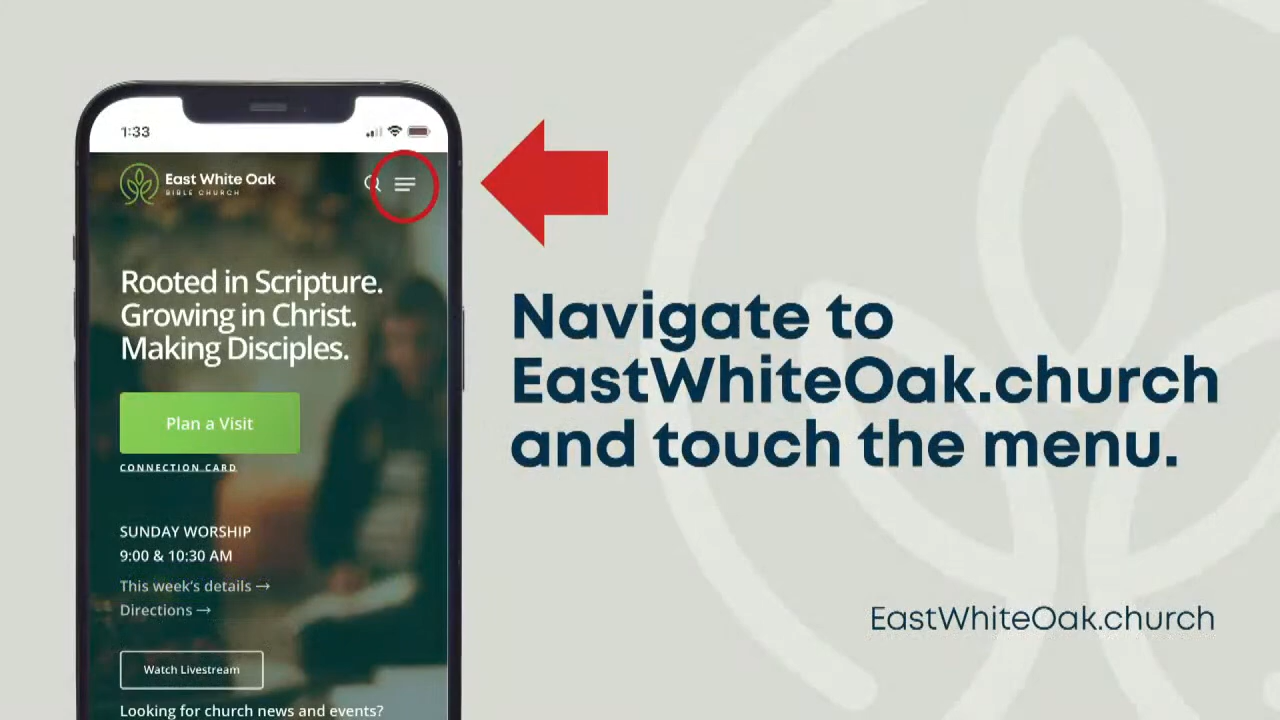 1:33
East White Oak
BIBLE CHURCH
Rooted in Scripture.
Growing in Christ.
Making Disciples.
Plan a Visit
CONNECTION CARD
SUNDAY WORSHIP
9:00 & 10:30 AM
This week's details →
Directions →
Watch Livestream
Looking for church news and events?
Navigate to
EastWhiteOak.church
and touch the menu.
EastWhiteOak.church